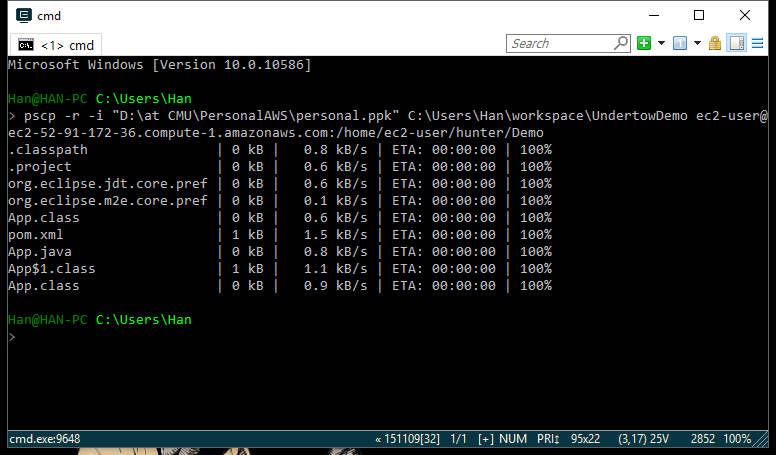 cmd
<1> cmd
Search
Microsoft Windows [Version 10.0.10586]
Han@HAN-PC C:\Users\Han
> pscp -r -i "D:\at CMU\PersonalAWS\personal.ppk" C:\Users\Han\workspace\UndertowDemo ec2-user@
ec2-52-91-172-36.compute-1.amazonaws.com:/home/ec2-user/hunter/Demo
.classpath | 0 kB | 0.8 kB/s | ETA: 00:00:00 | 100%
.project | 0 kB | 0.6 kB/s | ETA: 00:00:00 | 100%
org.eclipse.jdt.core.pref | 0 kB | 0.6 kB/s | ETA: 00:00:00 | 100%
org.eclipse.m2e.core.pref | 0 kB | 0.1 kB/s | ETA: 00:00:00 | 100%
App.class | 0 kB | 0.6 kB/s | ETA: 00:00:00 | 100%
pom.xml | 1 kB | 1.5 kB/s | ETA: 00:00:00 | 100%
App.java | 0 kB | 0.8 kB/s | ETA: 00:00:00 | 100%
App$1.class | 1 kB | 1.1 kB/s | ETA: 00:00:00 | 100%
App.class | 0 kB | 0.9 kB/s | ETA: 00:00:00 | 100%
Han@HAN-PC C:\Users\Han
>
cmd.exe:9648 « 151109[32] 1/1 [+] NUM PRI↕ 95x22 (3,17) 25V 2852 100%